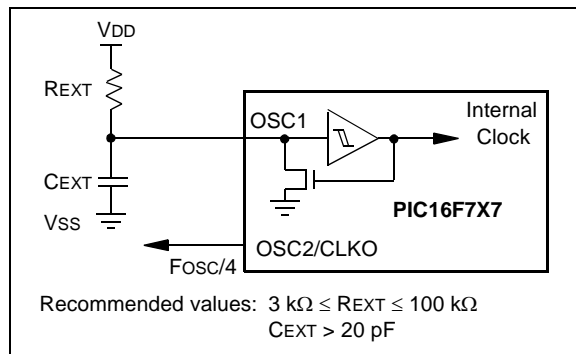 VDD
REXT
OSC1
Internal
Clock
CEXT
PIC16F7X7
VSS
OSC2/CLKO
FOSC/4
Recommended values: 3 kΩ ≤ REXT ≤ 100 kΩ
CEXT > 20 pF